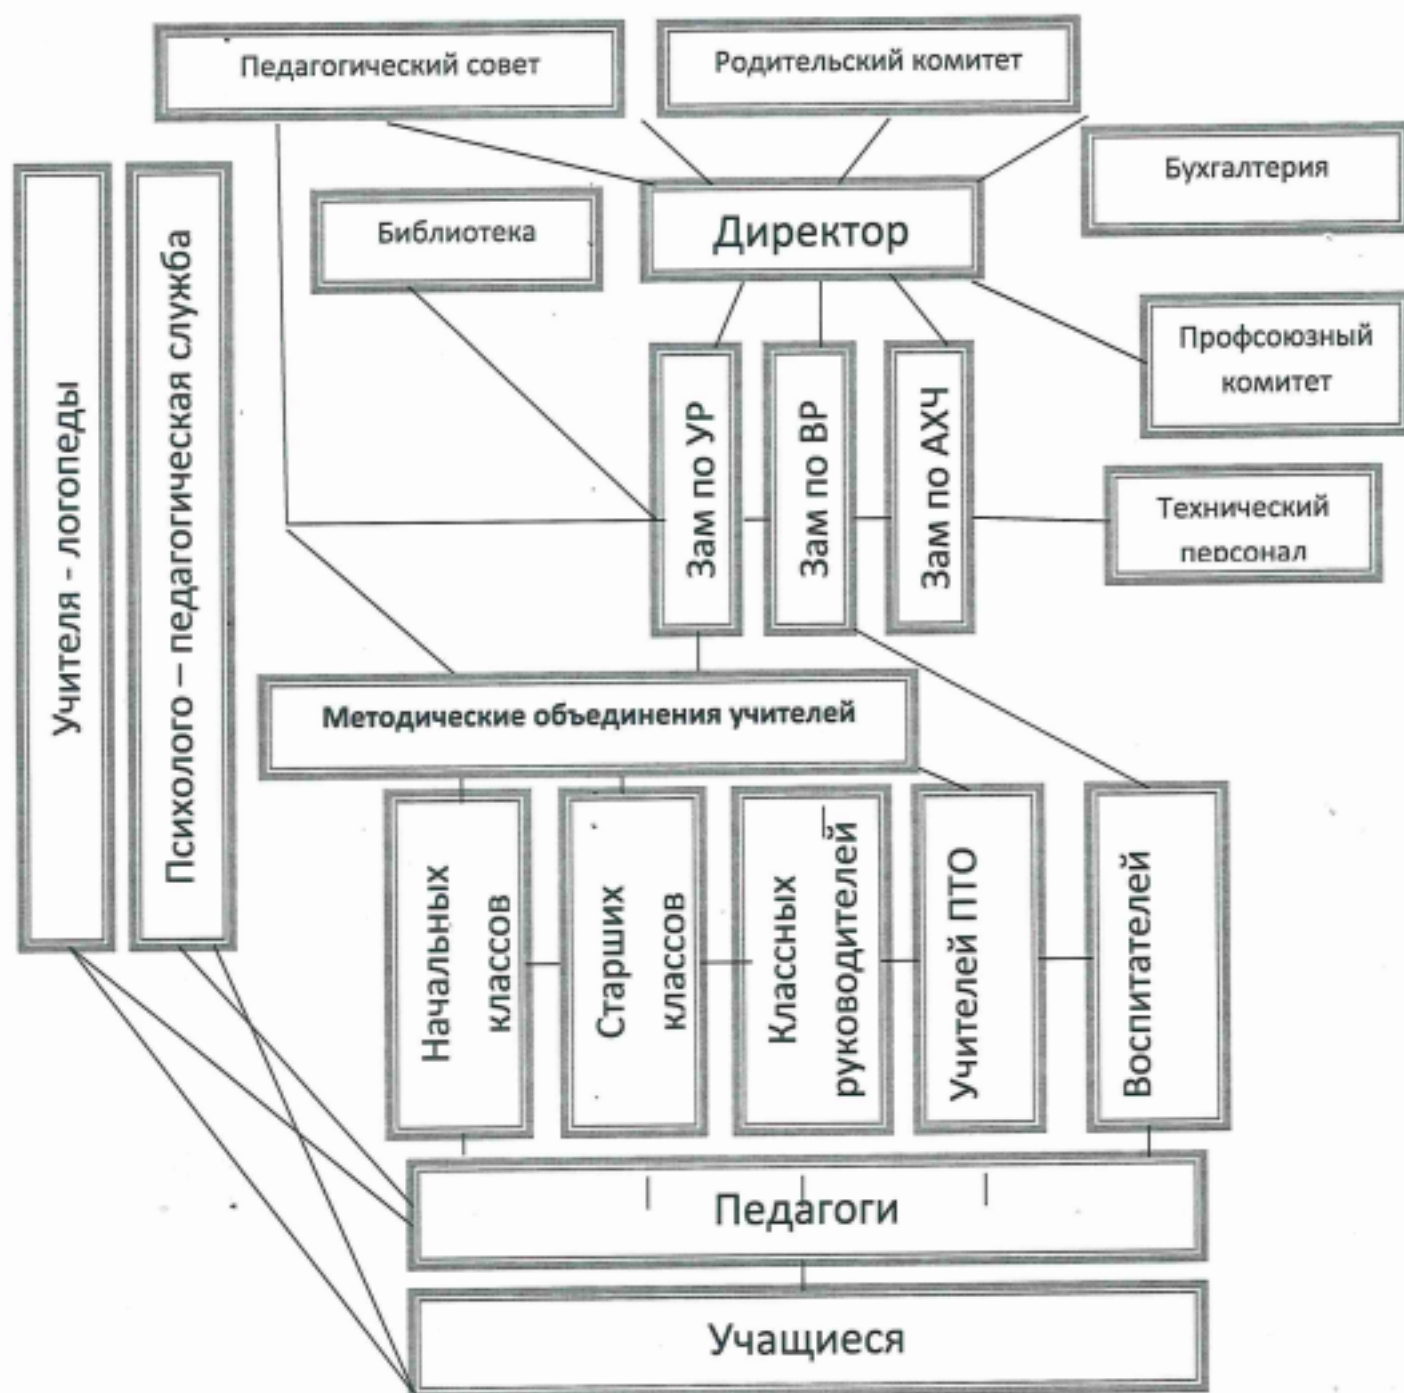 Педагогический совет
Родительский комитет
Бухгалтерия
Библиотека
Директор
Профсоюзный
комитет
Учителя - логопеды
Психолого – педагогическая служба
Зам по УР
Зам по ВР
Зам по АХЧ
Технический
персонал
Методические объединения учителей
Начальных
классов
Старших
классов
Классных
руководителей
Учителей ПТО
Воспитателей
Педагоги
Учащиеся